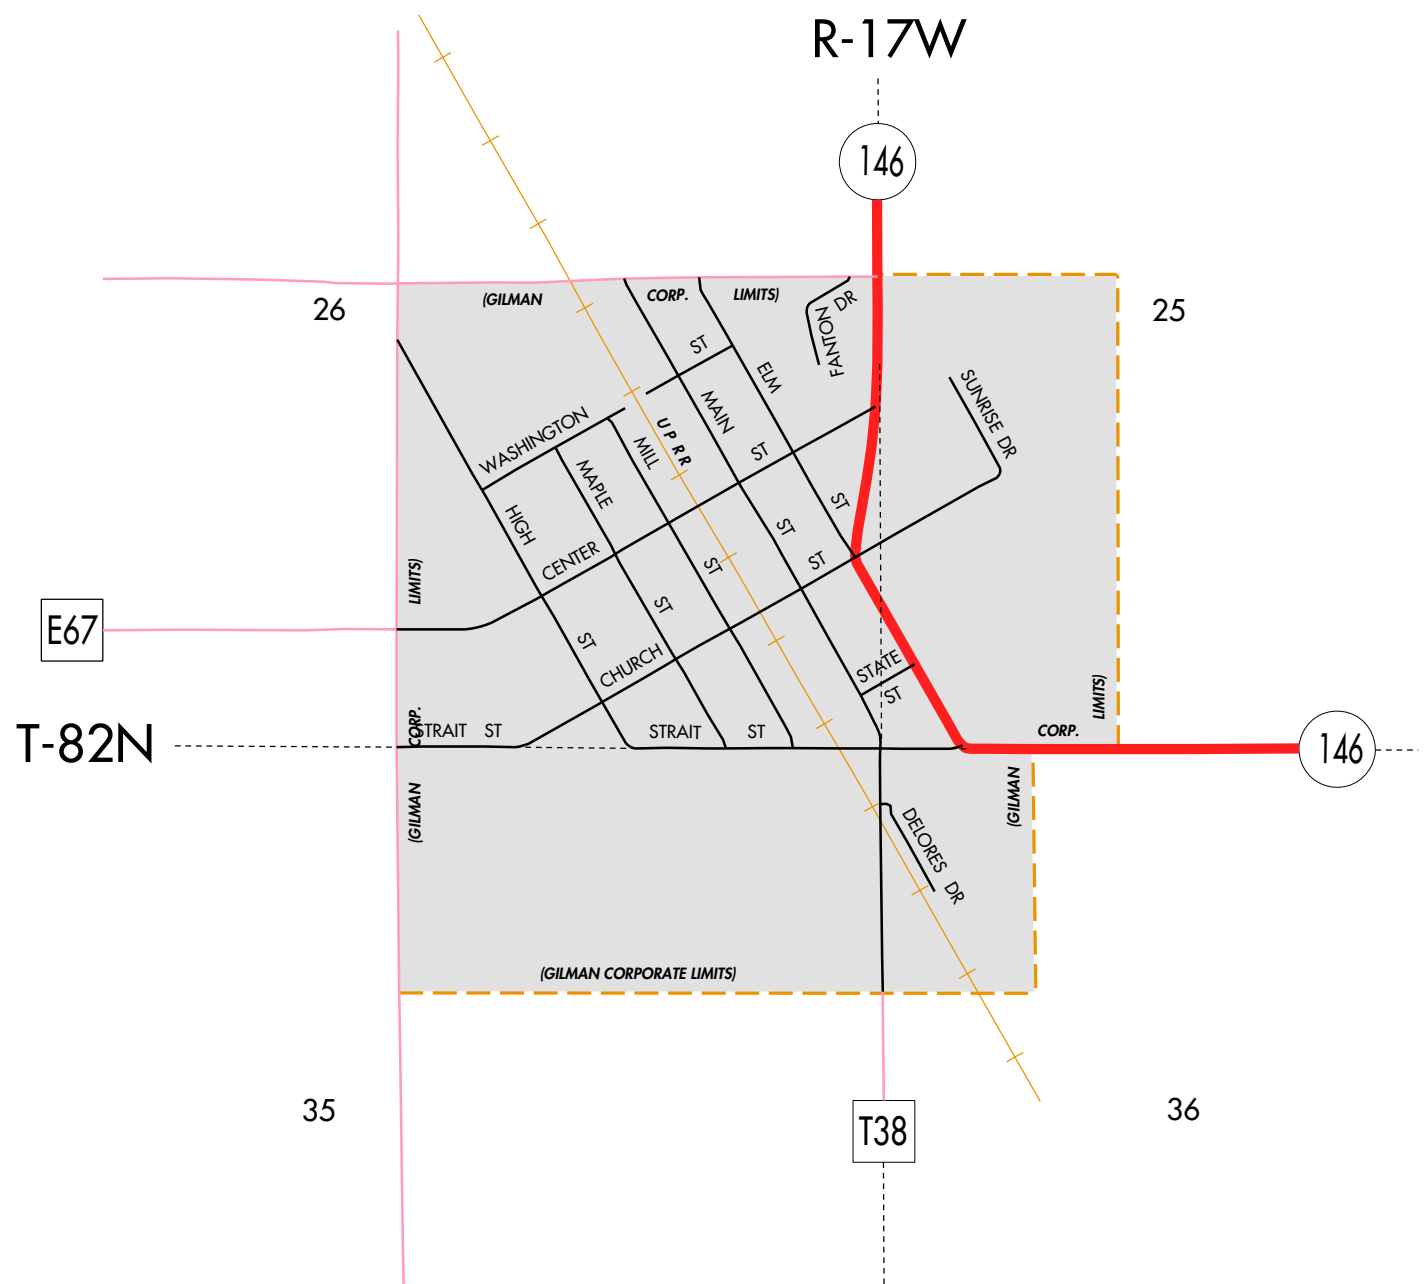 R-17W
146
26
(GILMAN CORP. LIMITS)
25
FANTON DR
WASHINGTON ST
ELM ST
SUNRISE DR
MAIN ST
UPRR
MILL ST
MAPLE ST
HIGH ST
CENTER ST
E67
CHURCH ST
STATE ST
(GILMAN CORP. LIMITS)
T-82N
STRAIT ST
STRAIT ST
(GILMAN CORP. LIMITS)
146
DELORES DR
(GILMAN CORPORATE LIMITS)
35
36
T38